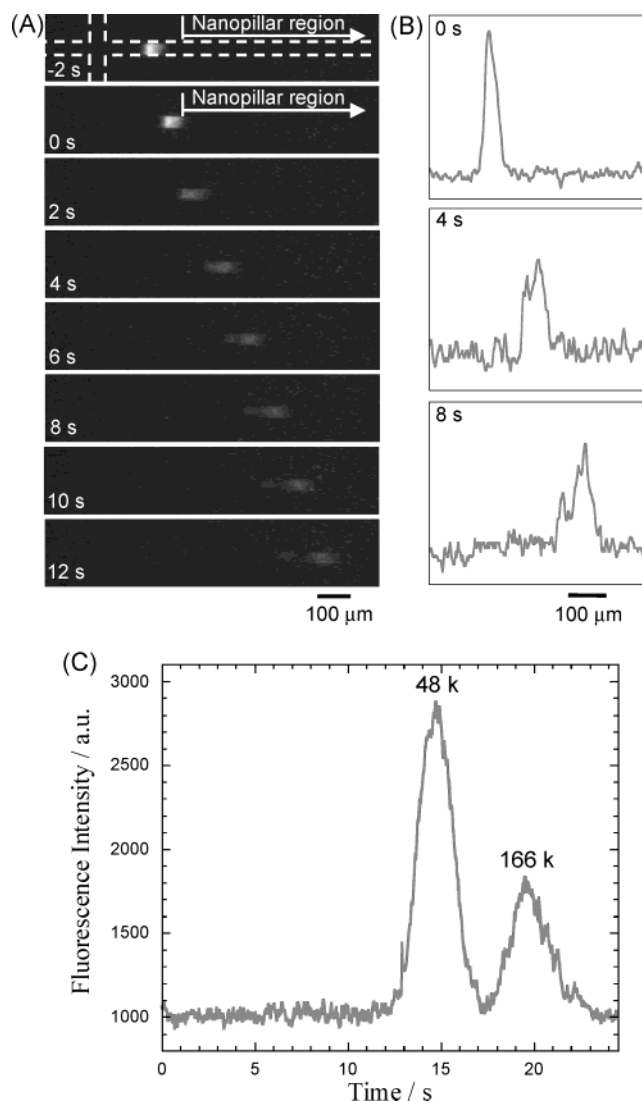 (A)
Nanopillar region
-2 s
Nanopillar region
0 s
2 s
4 s
6 s
8 s
10 s
12 s
100 μm
(B)
0 s
4 s
8 s
100 μm
(C)
3000
2500
2000
1500
1000
Fluorescence Intensity / a.u.
48 k
166 k
0 5 10 15 20
Time / s